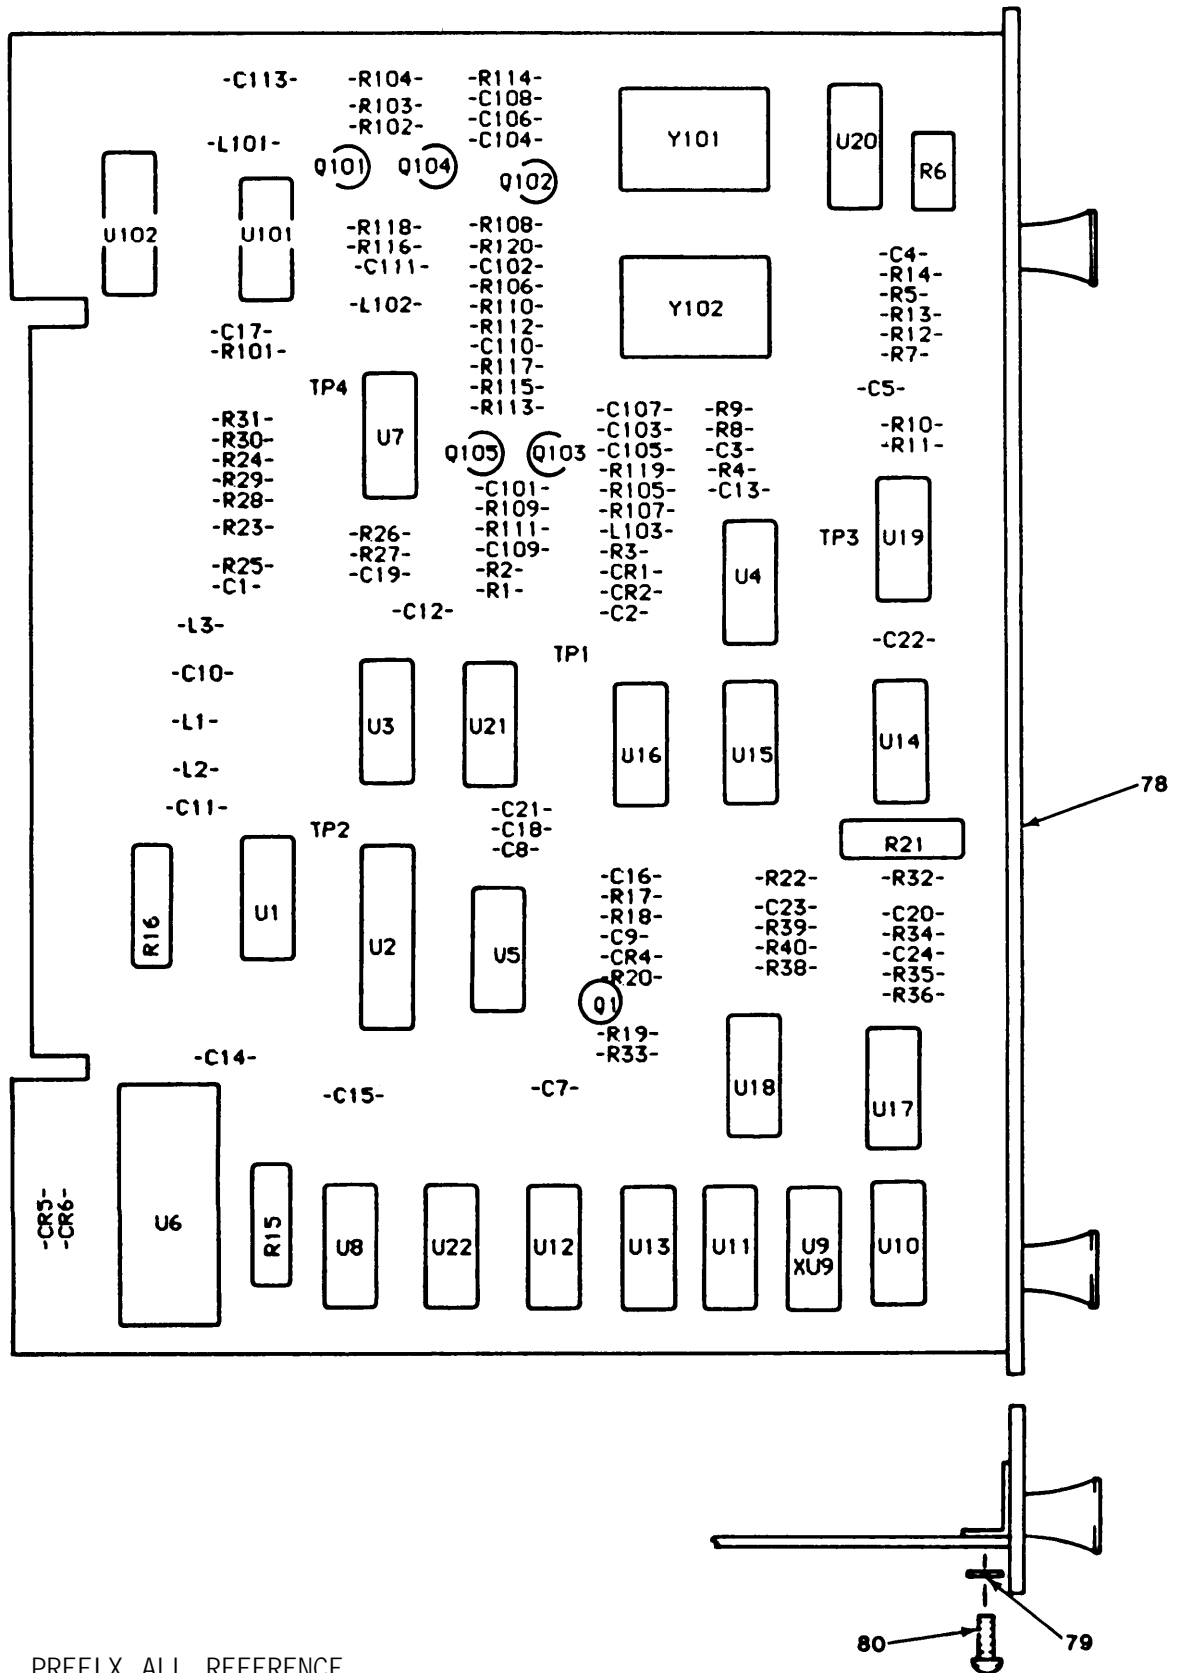 -C113-
-R104-
-R114-
-R103-
-C108-
-R102-
-C106-
-C104-
-L101-
Y101
U20
R6
Q101
Q104
Q102
U102
U101
-R118-
-R116-
-C111-
-L102-
-R108-
-R120-
-C102-
-R106-
-R110-
-R112-
-C110-
-R117-
-R115-
-R113-
Y102
-C4-
-R14-
-R5-
-R13-
-R12-
-R7-
-C17-
-R101-
TP4
U7
-C5-
-R10-
-R11-
-R31-
-R30-
-R24-
-R29-
-R28-
-R23-
-R25-
-C1-
Q105
Q103
-C107-
-C103-
-C105-
-R119-
-R105-
-R107-
-L103-
-R3-
-CR1-
-CR2-
-C2-
-R9-
-R8-
-C3-
-R4-
-C13-
-C101-
-R109-
-R111-
-C109-
-R2-
-R1-
-R26-
-R27-
-C19-
-C12-
TP3
U19
U4
-L3-
-C10-
-L1-
-L2-
-C11-
TP1
-C22-
U3
U21
U16
U15
U14
78
TP2
-C21-
-C18-
-C8-
R21
R16
U1
U2
U5
-C16-
-R17-
-R18-
-C9-
-CR4-
-R20-
Q1
-R19-
-R33-
-R22-
-C23-
-R39-
-R40-
-R38-
-R32-
-C20-
-R34-
-C24-
-R35-
-R36-
-C14-
-C15-
-C7-
U18
U17
-CR5-
-CR6-
U6
R15
U8
U22
U12
U13
U11
U9
XU9
U10
80
79
PREFLX ALL REFERENCE